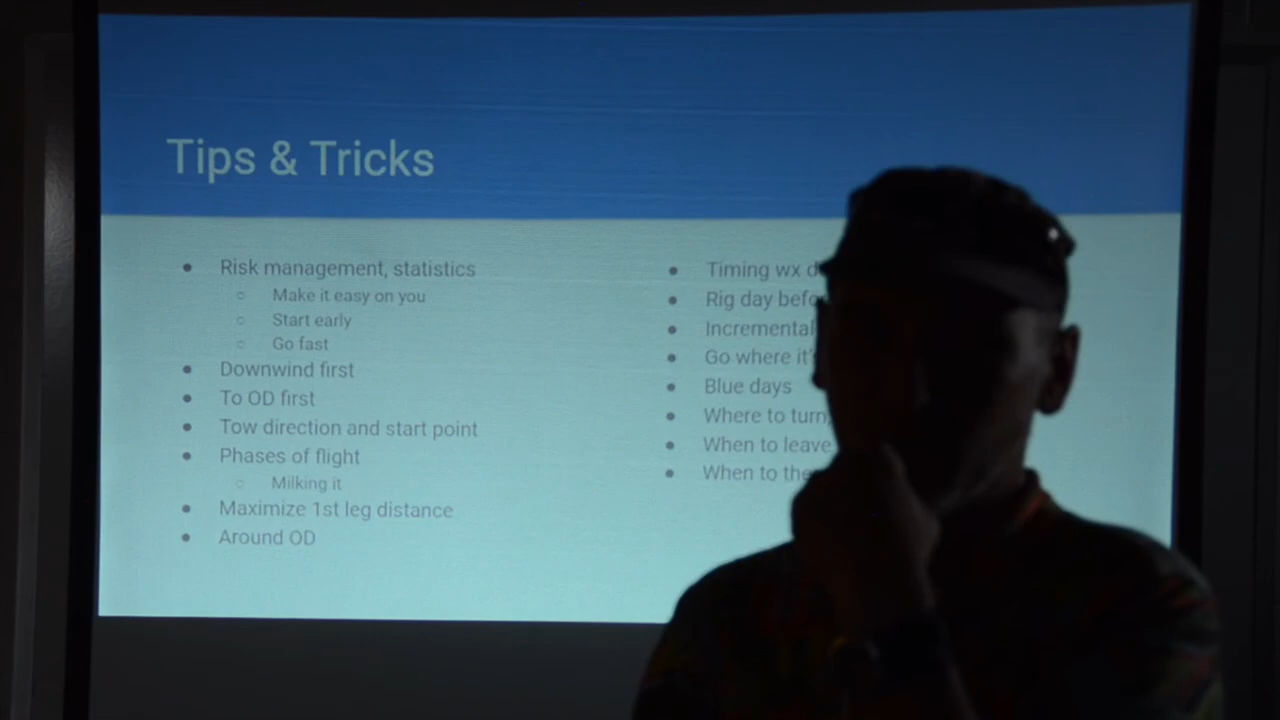 Tips & Tricks
Risk management, statistics
Make it easy on you
Start early
Go fast
Downwind first
To OD first
Tow direction and start point
Phases of flight
Milking it
Maximize 1st leg distance
Around OD
Timing wx
Rig day
Incremental
Go where
Blue days
Where to turn,
When to leave
When to